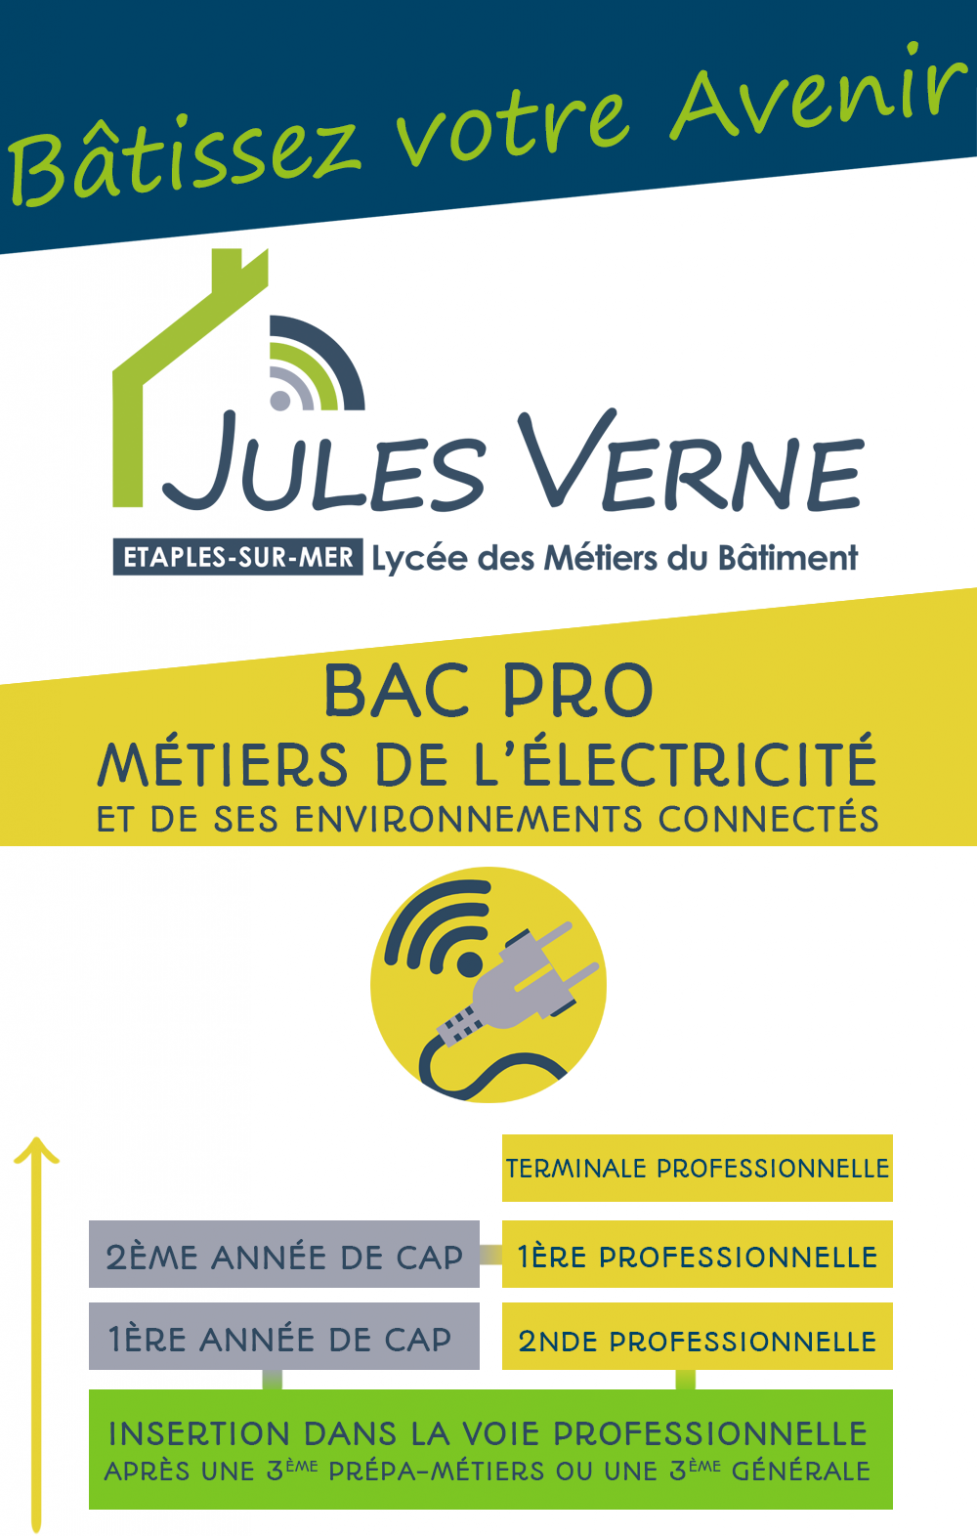 Bâtissez votre Avenir
JULES VERNE
ETAPLES-SUR-MER Lycée des Métiers du Bâtiment
BAC PRO
MÉTIERS DE L'ÉLECTRICITÉ
ET DE SES ENVIRONNEMENTS CONNECTÉS
TERMINALE PROFESSIONNELLE
2ÈME ANNÉE DE CAP 1ÈRE PROFESSIONNELLE
1ÈRE ANNÉE DE CAP 2NDE PROFESSIONNELLE
INSERTION DANS LA VOIE PROFESSIONNELLE
APRÈS UNE 3ÈME PRÉPA-MÉTIERS OU UNE 3ÈME GÉNÉRALE